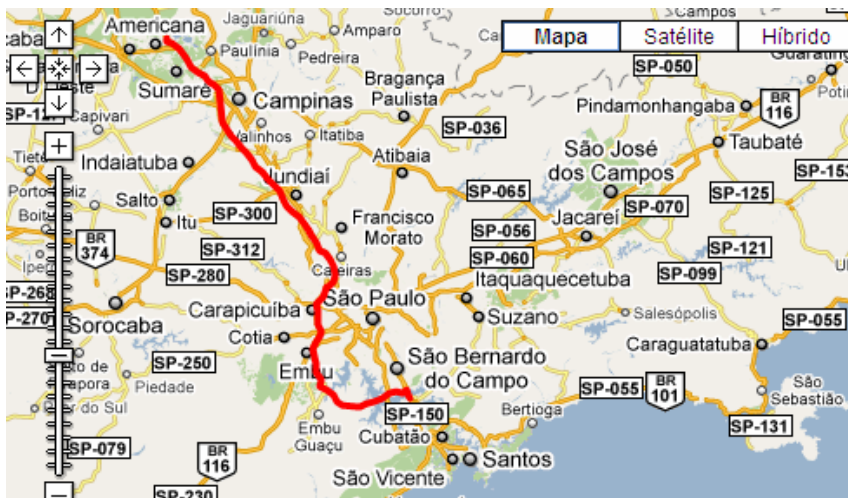 Americana
Jaguariúna
Socorro
Amparo
Campos
Mapa
Satélite
Híbrido
Paulínia
Pedreira
SP-050
Sumaré
Bragança
Paulista
Pindamonhangaba
BR
116
Campinas
Capivari
Valinhos
Itatiba
SP-036
Taubaté
Indaiatuba
Atibaia
São José
dos Campos
Tietê
Jundiaí
SP-065
SP-125
Salto
SP-300
Itu
Francisco
Morato
SP-070
SP-056
Jacareí
BR
374
SP-312
SP-060
SP-121
Caieiras
SP-280
Itaquaquecetuba
SP-099
Carapicuíba
São Paulo
SP-270
Sorocaba
Suzano
Salesópolis
SP-055
Cotia
Caraguatatuba
SP-250
Embu
São Bernardo
do Campo
Piedade
SP-055
BR
101
São
Sebastião
SP-150
Bertioga
Embu
Guaçu
SP-131
SP-079
BR
116
Cubatão
Santos
São Vicente
SP-230